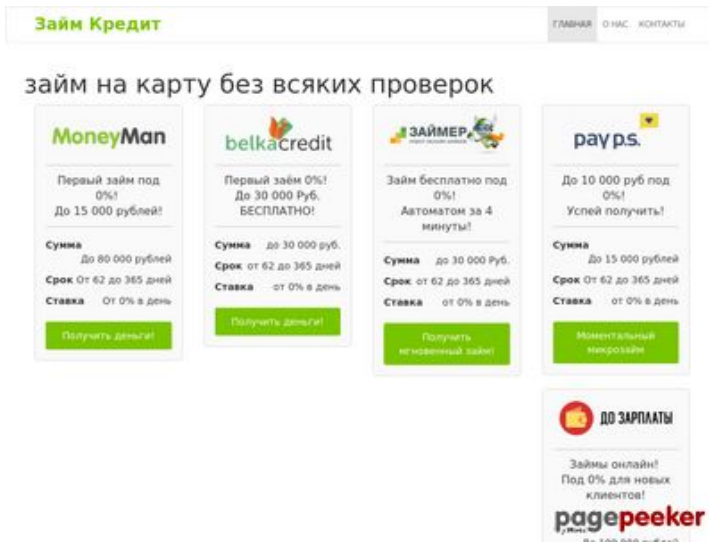 Займ Кредит
ГЛАВНАЯ О НАС КОНТАКТЫ
займ на карту без всяких проверок
MoneyMan
Первый займ под
0%!
До 15 000 рублей!
Сумма
До 80 000 рублей
Срок От 62 до 365 дней
Ставка От 0% в день
Получить деньги!
belkacredit
Первый заём 0%!
До 30 000 Руб.
БЕСПЛАТНО!
Сумма до 30 000 руб.
Срок от 62 до 365 дней
Ставка от 0% в день
Получить деньги!
ЗАЙМЕР
Займ бесплатно под
0%!
Автоматом за 4
минуты!
Сумма до 30 000 Руб.
Срок от 62 до 365 дней
Ставка от 0% в день
Получить
мгновенный займ!
pay p.s.
До 10 000 руб под
0%!
Успей получить!
Сумма
До 15 000 рублей
Срок От 62 до 365 дней
Ставка От 0% в день
Моментальный
микрозайм
ДО ЗАРПЛАТЫ
Займы онлайн!
Под 0% для новых
клиентов!
pagepeeker
До 100 000 рублей